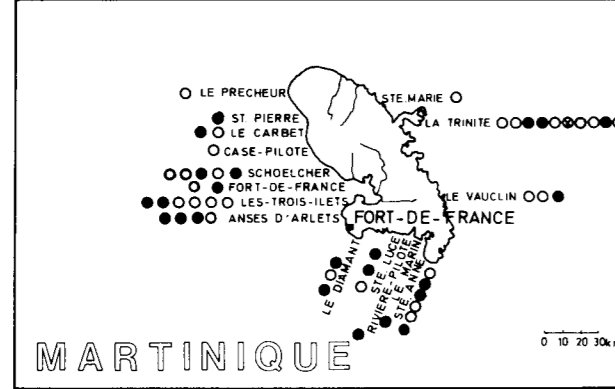 LE PRECHEUR
STE. MARIE
ST. PIERRE
LA TRINITE
LE CARBET
CASE-PILOTE
SCHOELCHER
FORT-DE-FRANCE
LES-TROIS-ILETS
LE VAUCLIN
ANSES D'ARLETS
FORT-DE-FRANCE
LE DIAMANT
STE. LUCE
RIVIERE-PILOTE
LE MARIN
STE. ANNE
0 10 20 30k
MARTINIQUE